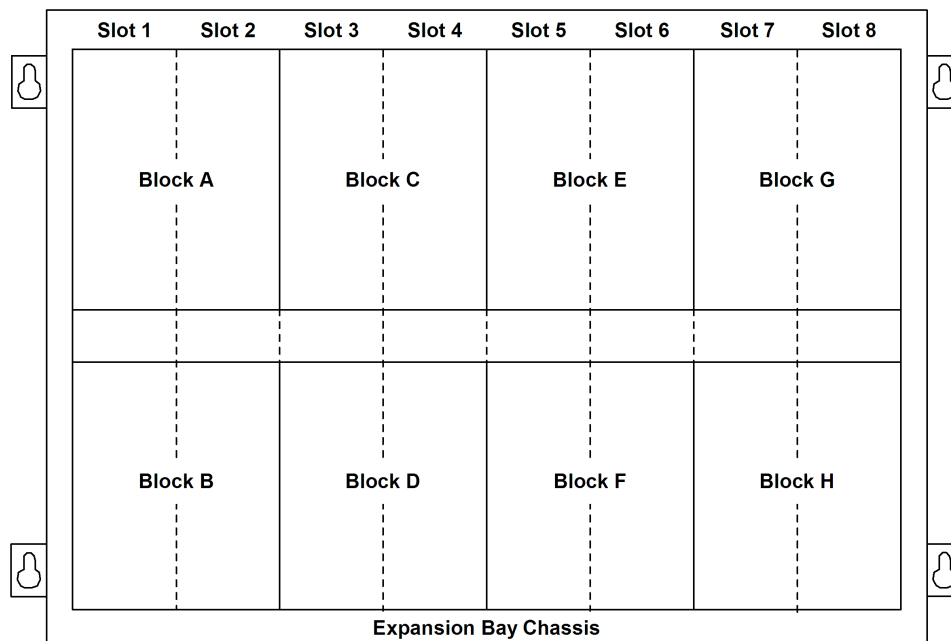 Slot 1 Slot 2 Slot 3 Slot 4 Slot 5 Slot 6 Slot 7 Slot 8
Block A Block C Block E Block G
Block B Block D Block F Block H
Expansion Bay Chassis